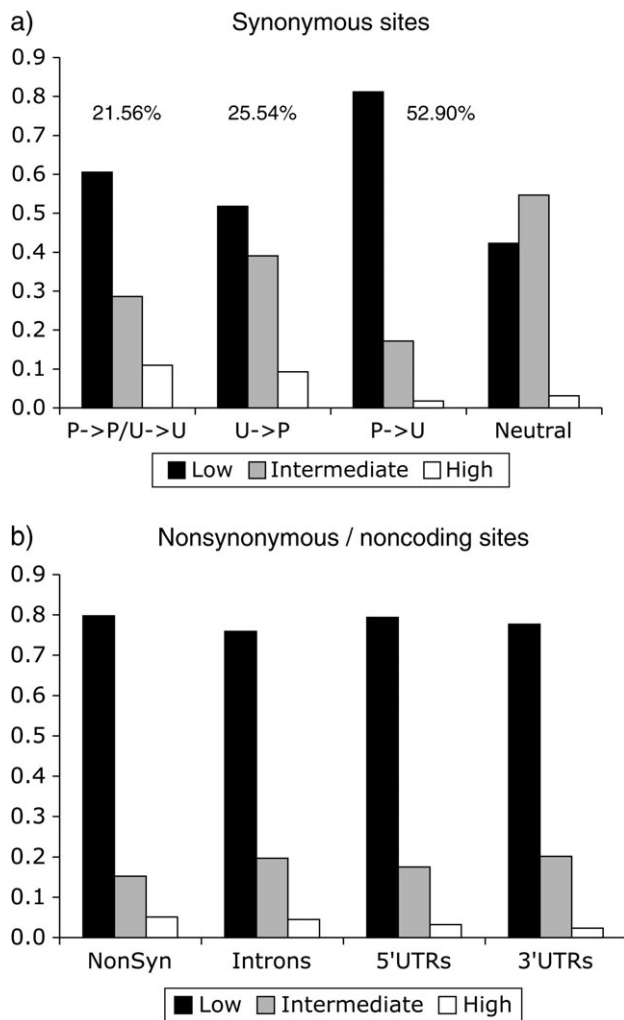 a) Synonymous sites
0.9
0.8
21.56% 25.54% 52.90%
0.7
0.6
0.5
0.4
0.3
0.2
0.1
0.0
P->P/U->U U->P P->U Neutral
Low Intermediate High
b) Nonsynonymous / noncoding sites
0.9
0.8
0.7
0.6
0.5
0.4
0.3
0.2
0.1
0.0
NonSyn Introns 5'UTRs 3'UTRs
Low Intermediate High